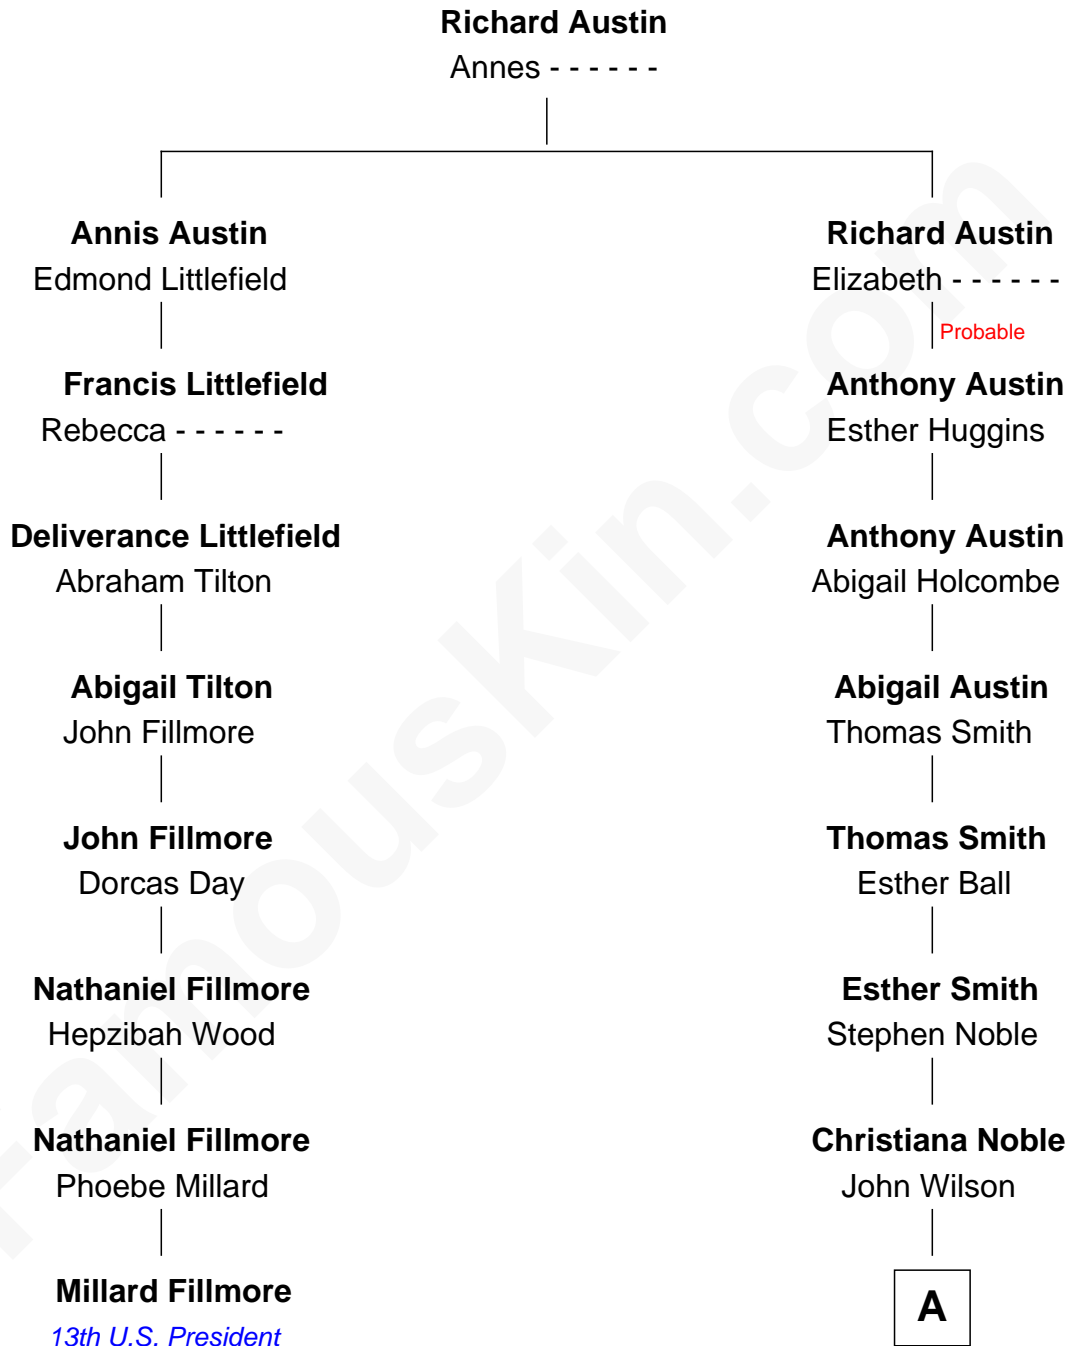 Richard Austin
Annes - - - - - -
Annis Austin
Edmond Littlefield
Richard Austin
Elizabeth - - - - - -
Probable
Francis Littlefield
Rebecca - - - - - -
Anthony Austin
Esther Huggins
Deliverance Littlefield
Abraham Tilton
Anthony Austin
Abigail Holcombe
Abigail Tilton
John Fillmore
Abigail Austin
Thomas Smith
John Fillmore
Dorcas Day
Thomas Smith
Esther Ball
Nathaniel Fillmore
Hepzibah Wood
Esther Smith
Stephen Noble
Nathaniel Fillmore
Phoebe Millard
Christiana Noble
John Wilson
Millard Fillmore
13th U.S. President
A
FamousKin.com